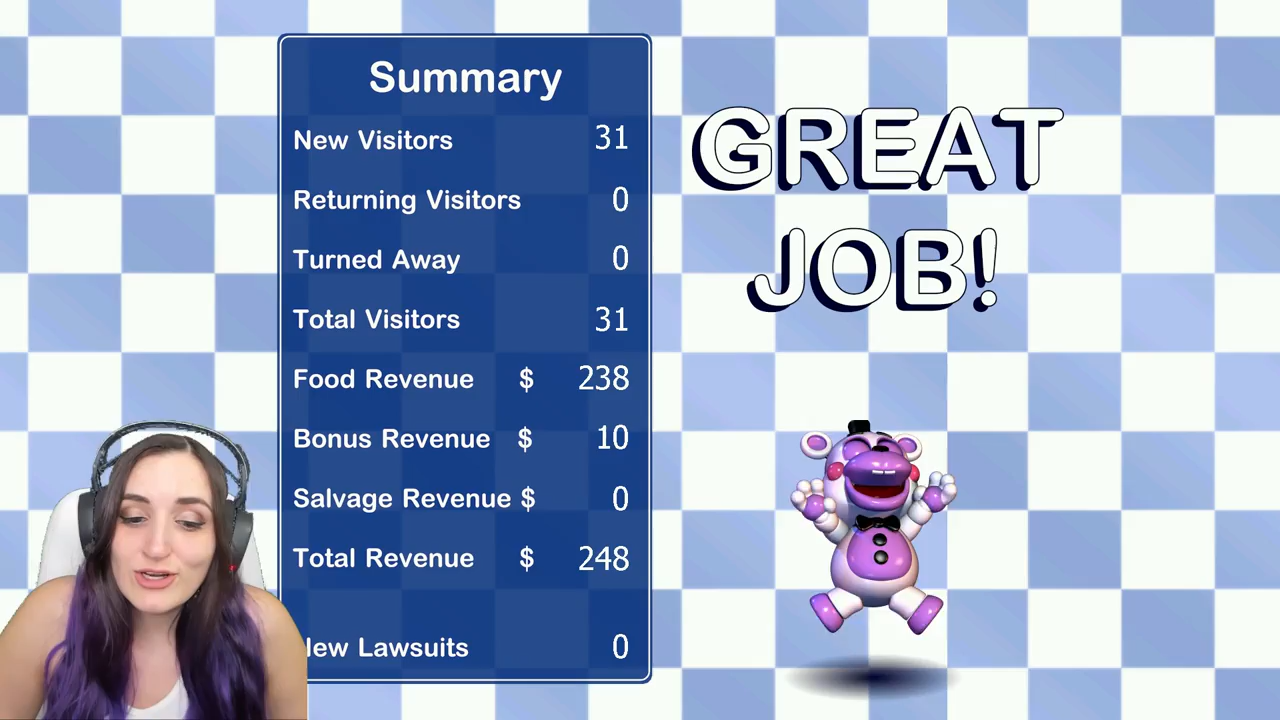 Summary
New Visitors 31
Returning Visitors 0
Turned Away 0
Total Visitors 31
Food Revenue $ 238
Bonus Revenue $ 10
Salvage Revenue $ 0
Total Revenue $ 248
New Lawsuits 0
GREAT
JOB!